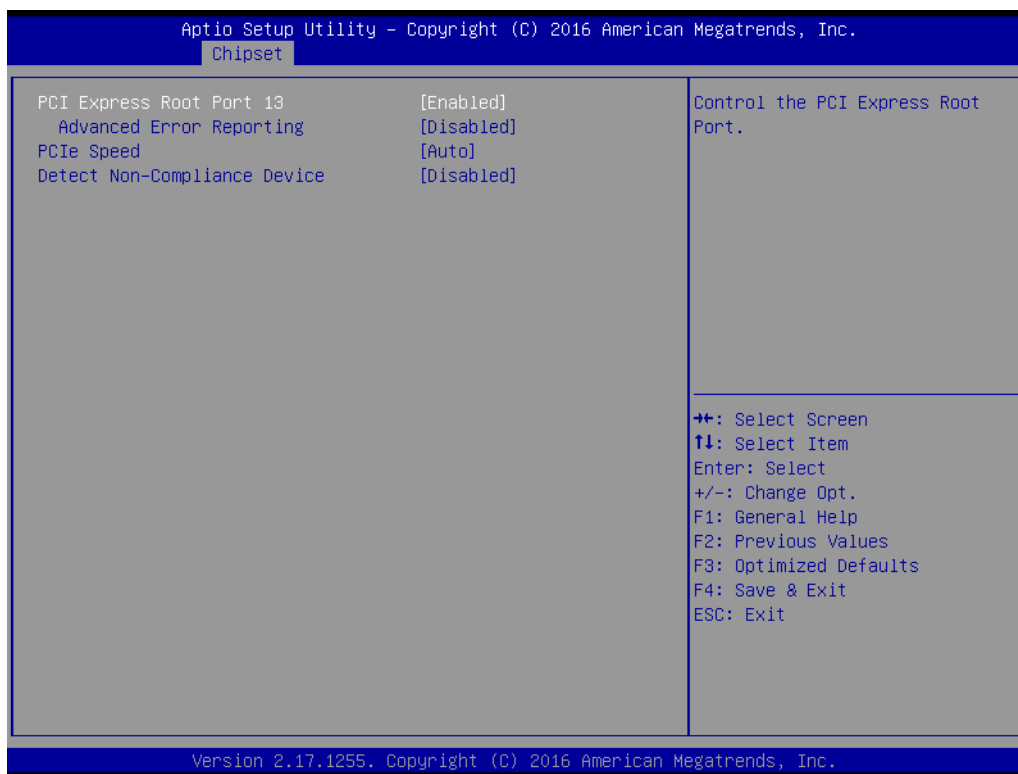 Aptio Setup Utility – Copyright (C) 2016 American Megatrends, Inc.
Chipset
PCI Express Root Port 13 [Enabled]
Advanced Error Reporting [Disabled]
PCIe Speed [Auto]
Detect Non-Compliance Device [Disabled]
Control the PCI Express Root
Port.
→←: Select Screen
↑↓: Select Item
Enter: Select
+/-: Change Opt.
F1: General Help
F2: Previous Values
F3: Optimized Defaults
F4: Save & Exit
ESC: Exit
Version 2.17.1255. Copyright (C) 2016 American Megatrends, Inc.